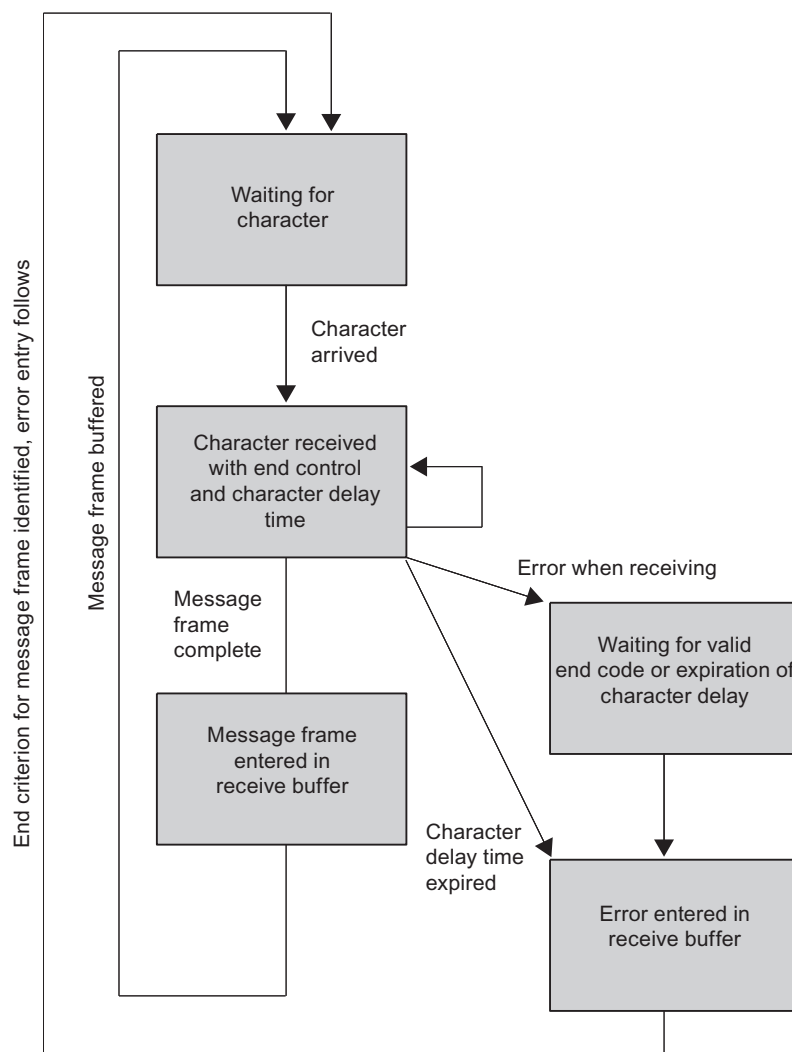 Waiting for
character
Character
arrived
Character received
with end control
and character delay
time
Error when receiving
Message
frame
complete
Waiting for valid
end code or expiration of
character delay
Message frame
entered in
receive buffer
Character
delay time
expired
Error entered in
receive buffer
Message frame buffered
End criterion for message frame identified, error entry follows